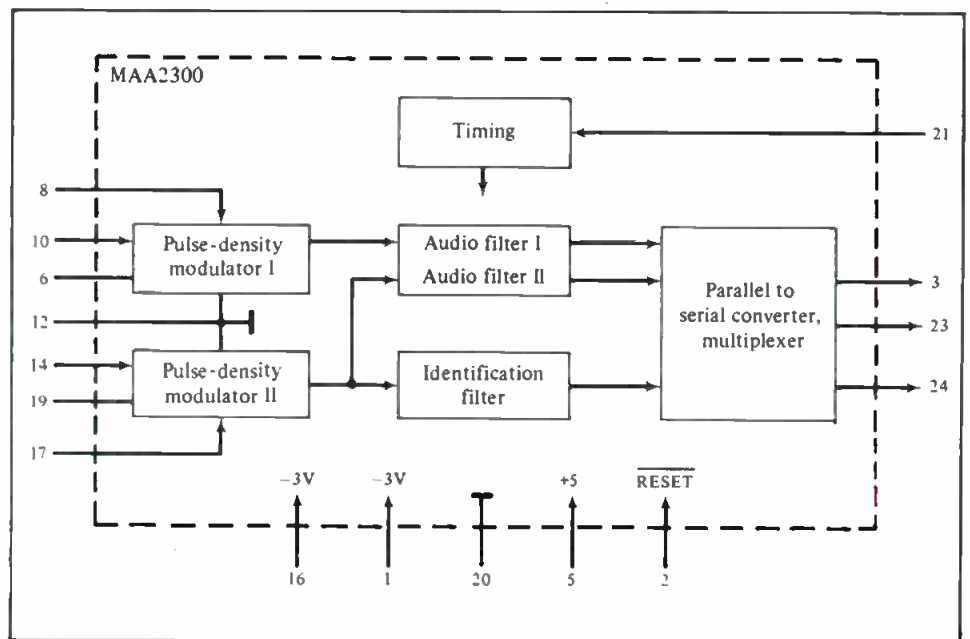 MAA2300
Timing
21
8
10
Pulse-density
modulator I
Audio filter I
6
Audio filter II
Parallel to
serial converter,
multiplexer
3
12
23
14
Pulse-density
modulator II
Identification
filter
24
19
17
−3V
−3V
+5
RESET
16
1
20
5
2